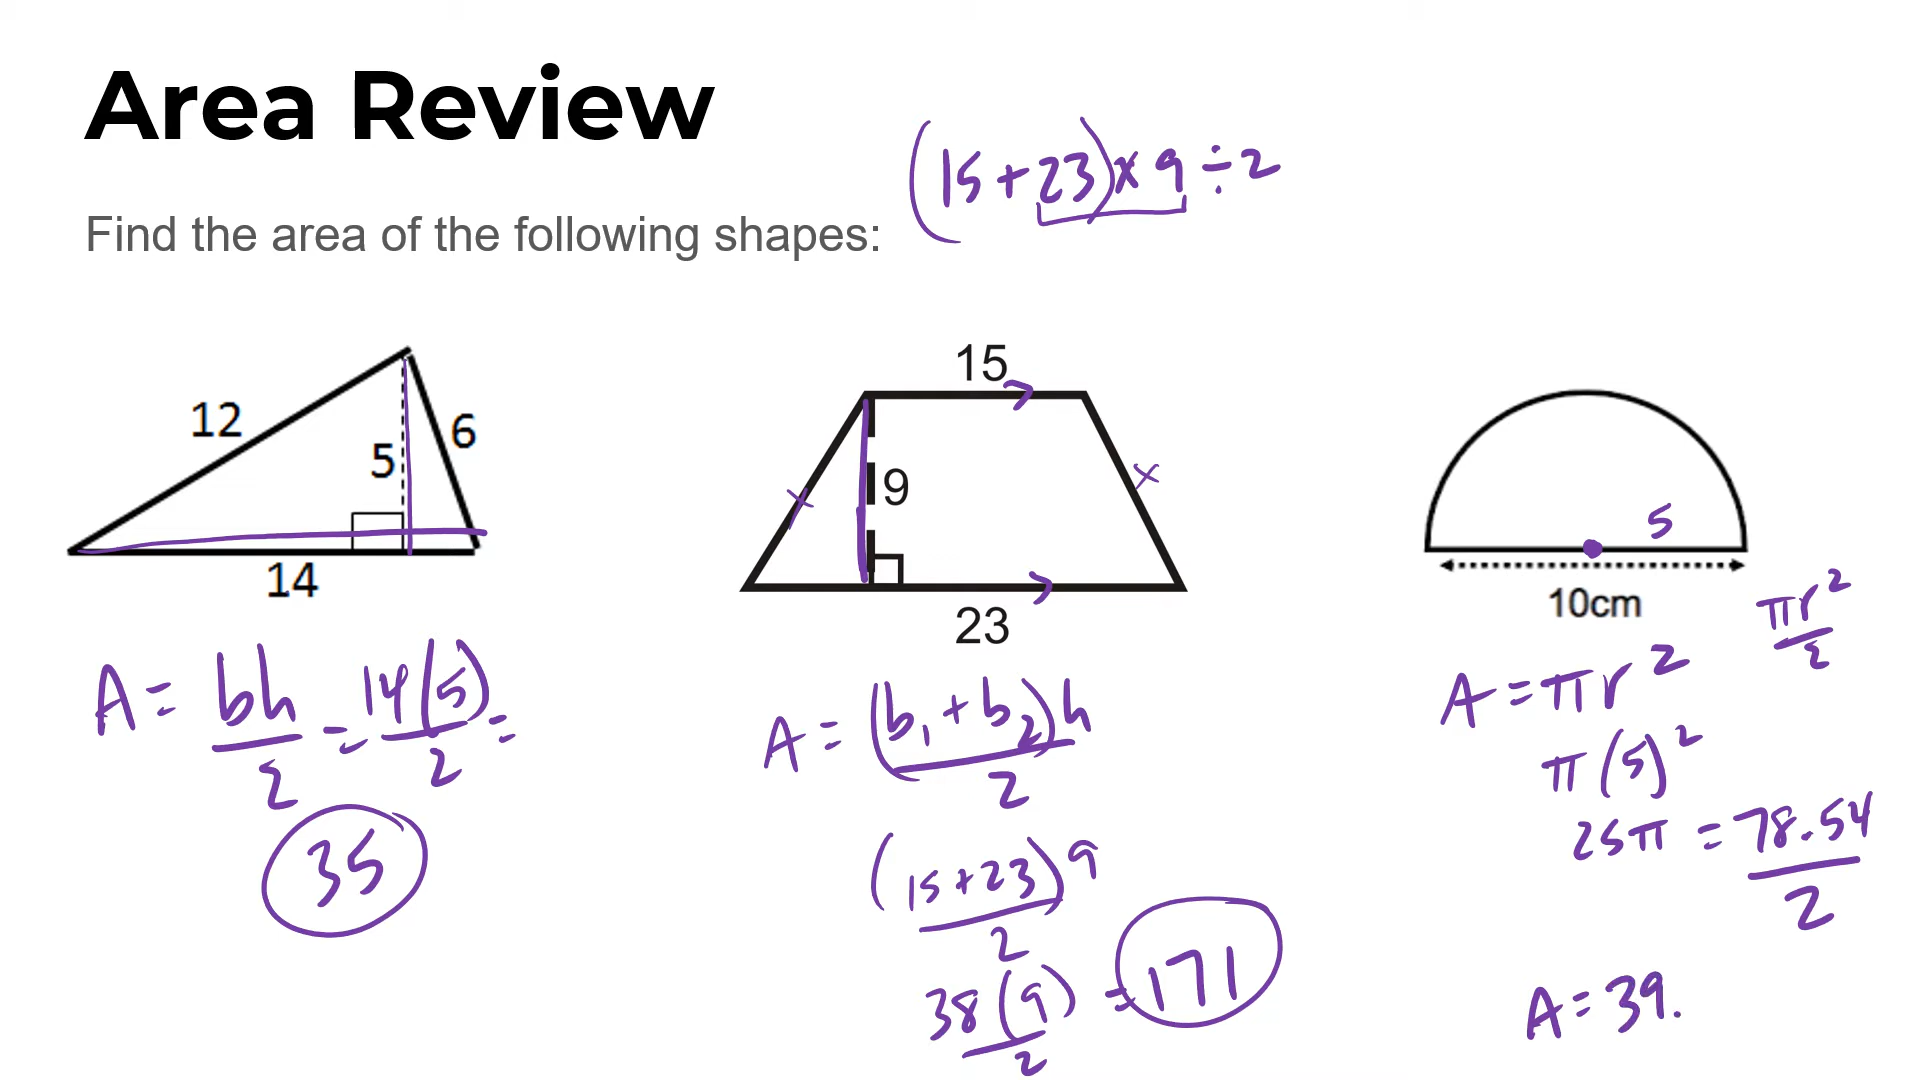 Area Review
(15+23)×9÷2
Find the area of the following shapes:
12
5
6
14
A = bh/2 = 14(5)/2 =
35
15
9
23
A = (b₁+b₂)h/2
(15+23)9/2
38(9)/2 = 171
5
10cm
πr²/2
A = πr²
π(5)²
25π = 78.54/2
A = 39.